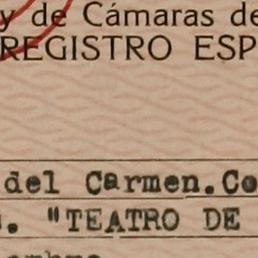 y de Cámaras de
REGISTRO ESP
del Carmen.Co
. "TEATRO DE